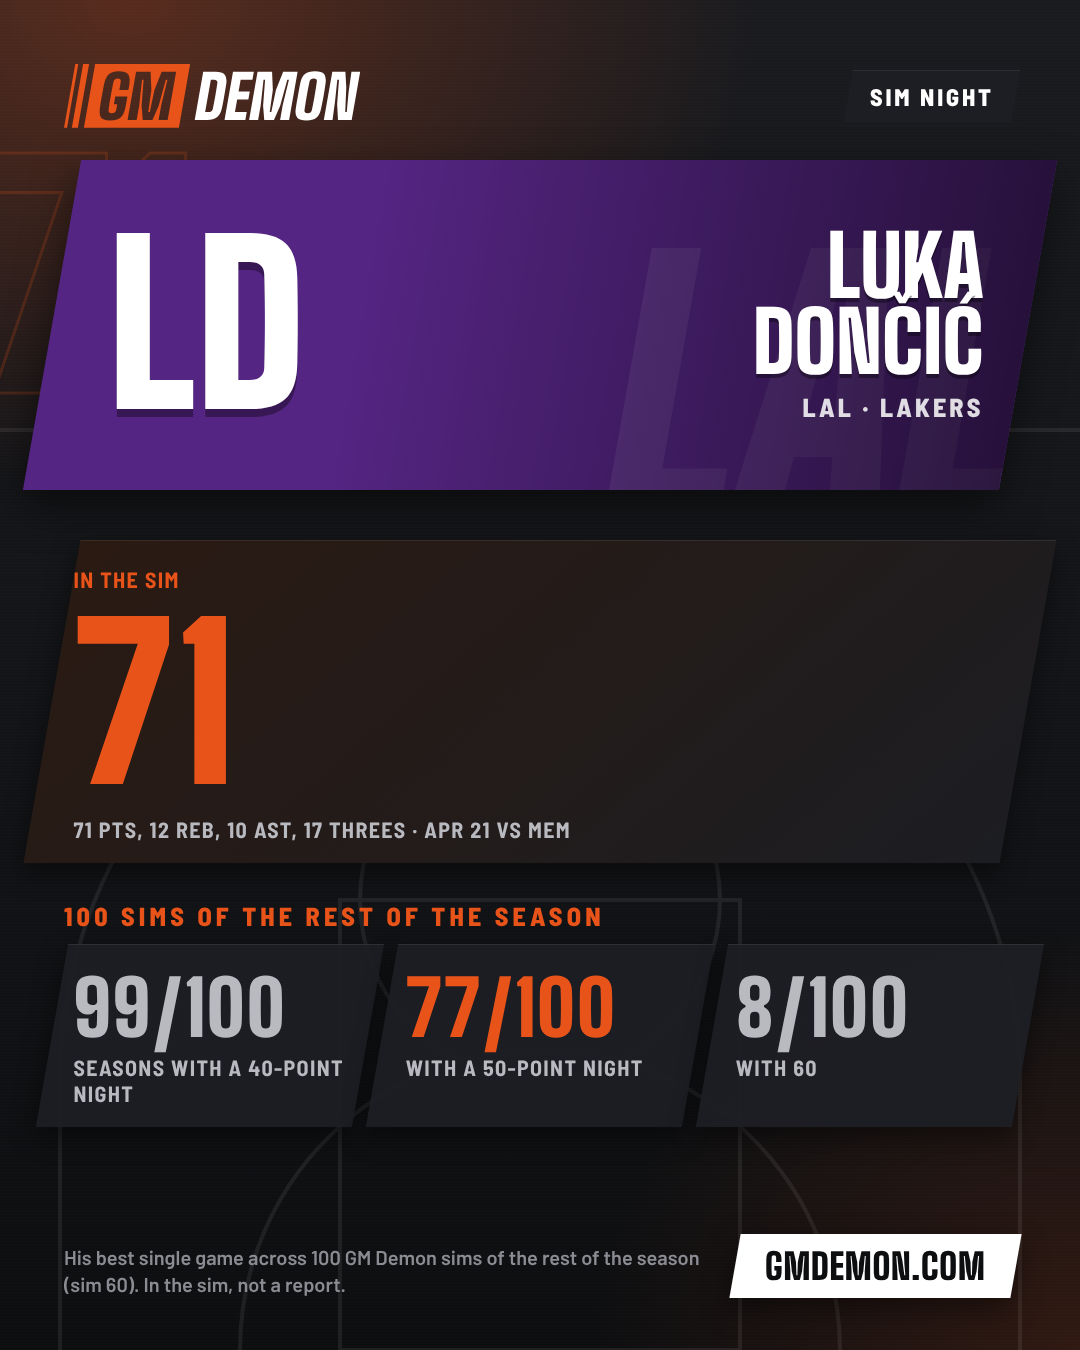 GM DEMON
SIM NIGHT
LD
LUKA
DONČIĆ
LAL · LAKERS
LAL
IN THE SIM
71
71 PTS, 12 REB, 10 AST, 17 THREES · APR 21 VS MEM
100 SIMS OF THE REST OF THE SEASON
99/100
SEASONS WITH A 40-POINT
NIGHT
77/100
WITH A 50-POINT NIGHT
8/100
WITH 60
His best single game across 100 GM Demon sims of the rest of the season
(sim 60). In the sim, not a report.
GMDEMON.COM